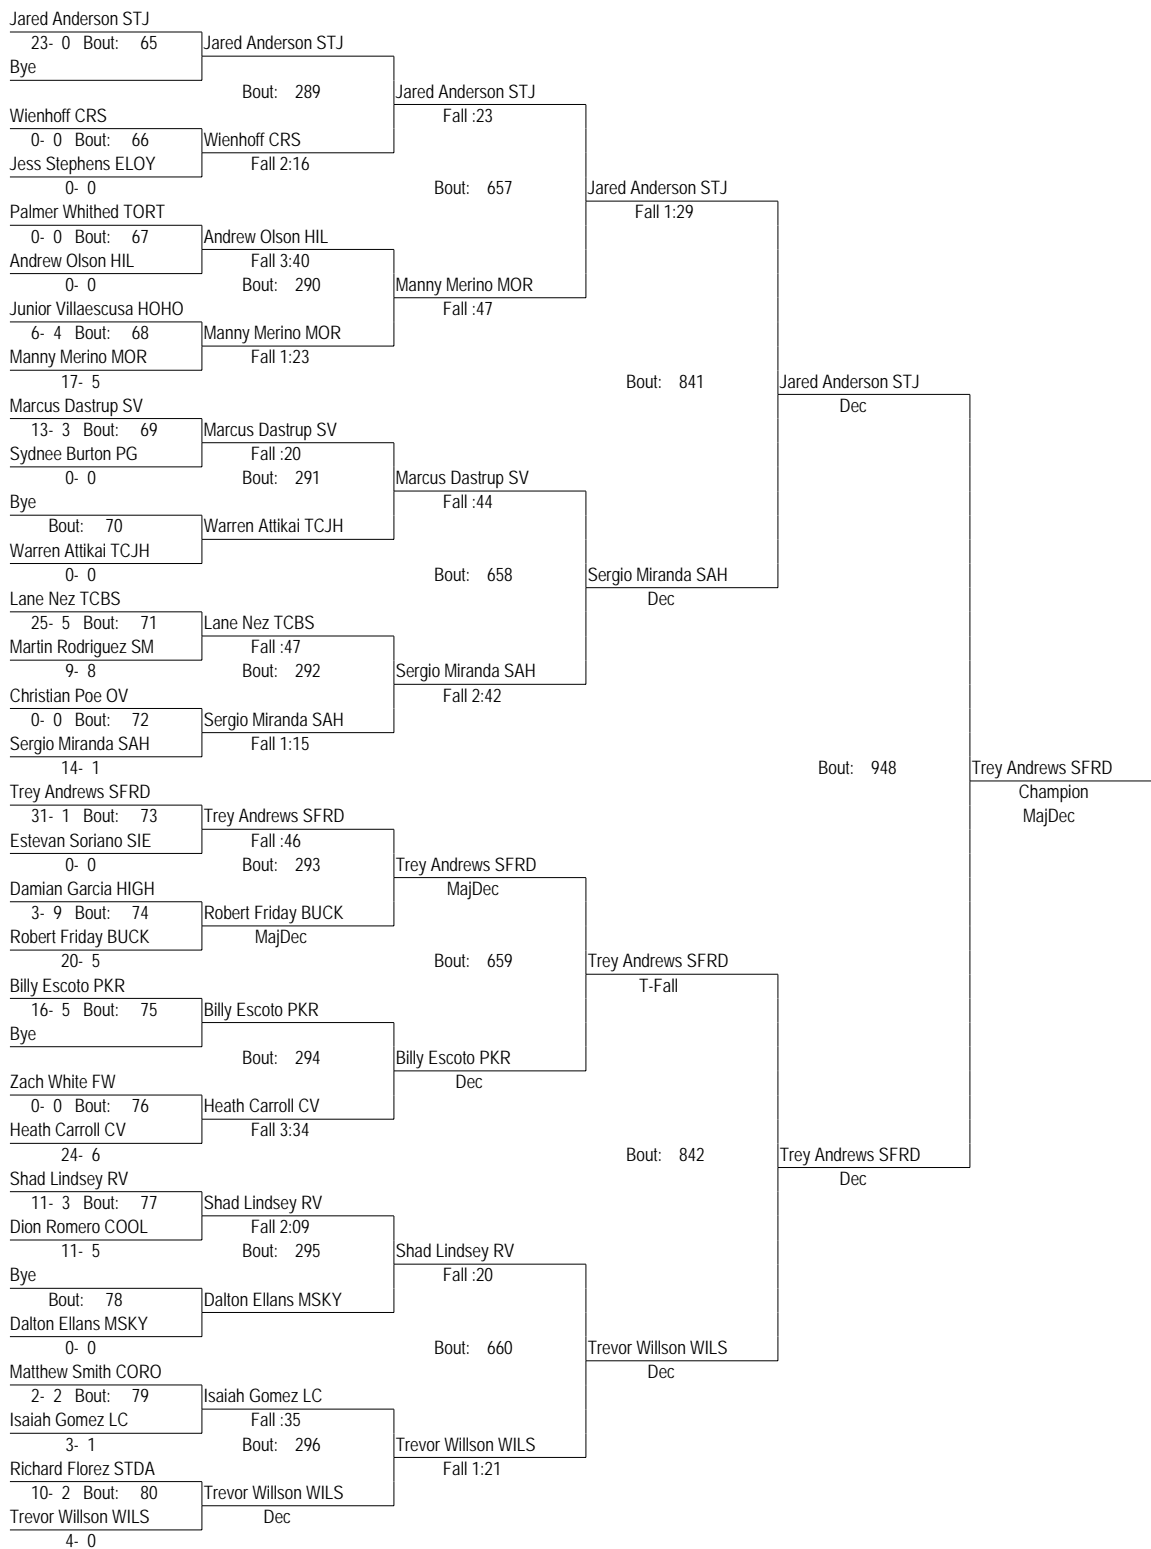 Jared Anderson STJ
23- 0 Bout: 65 Jared Anderson STJ
Bye
Bout: 289 Jared Anderson STJ
Wienhoff CRS Fall :23
0- 0 Bout: 66 Wienhoff CRS
Jess Stephens ELOY Fall 2:16
0- 0 Bout: 657 Jared Anderson STJ
Palmer Whithed TORT Fall 1:29
0- 0 Bout: 67 Andrew Olson HIL
Andrew Olson HIL Fall 3:40
0- 0 Bout: 290 Manny Merino MOR
Junior Villaescusa HOHO Fall :47
6- 4 Bout: 68 Manny Merino MOR
Manny Merino MOR Fall 1:23
17- 5 Bout: 841 Jared Anderson STJ
Marcus Dastrup SV Dec
13- 3 Bout: 69 Marcus Dastrup SV
Sydnee Burton PG Fall :20
0- 0 Bout: 291 Marcus Dastrup SV
Bye Fall :44
Bout: 70 Warren Attikai TCJH
Warren Attikai TCJH
0- 0 Bout: 658 Sergio Miranda SAH
Lane Nez TCBS Dec
25- 5 Bout: 71 Lane Nez TCBS
Martin Rodriguez SM Fall :47
9- 8 Bout: 292 Sergio Miranda SAH
Christian Poe OV Fall 2:42
0- 0 Bout: 72 Sergio Miranda SAH
Sergio Miranda SAH Fall 1:15
14- 1 Bout: 948 Trey Andrews SFRD
Trey Andrews SFRD Champion
31- 1 Bout: 73 Trey Andrews SFRD MajDec
Estevan Soriano SIE Fall :46
0- 0 Bout: 293 Trey Andrews SFRD
Damian Garcia HIGH MajDec
3- 9 Bout: 74 Robert Friday BUCK
Robert Friday BUCK MajDec
20- 5 Bout: 659 Trey Andrews SFRD
Billy Escoto PKR T-Fall
16- 5 Bout: 75 Billy Escoto PKR
Bye
Bout: 294 Billy Escoto PKR
Zach White FW Dec
0- 0 Bout: 76 Heath Carroll CV
Heath Carroll CV Fall 3:34
24- 6 Bout: 842 Trey Andrews SFRD
Shad Lindsey RV Dec
11- 3 Bout: 77 Shad Lindsey RV
Dion Romero COOL Fall 2:09
11- 5 Bout: 295 Shad Lindsey RV
Bye Fall :20
Bout: 78 Dalton Ellans MSKY
Dalton Ellans MSKY
0- 0 Bout: 660 Trevor Willson WILS
Matthew Smith CORO Dec
2- 2 Bout: 79 Isaiah Gomez LC
Isaiah Gomez LC Fall :35
3- 1 Bout: 296 Trevor Willson WILS
Richard Florez STDA Fall 1:21
10- 2 Bout: 80 Trevor Willson WILS
Trevor Willson WILS Dec
4- 0